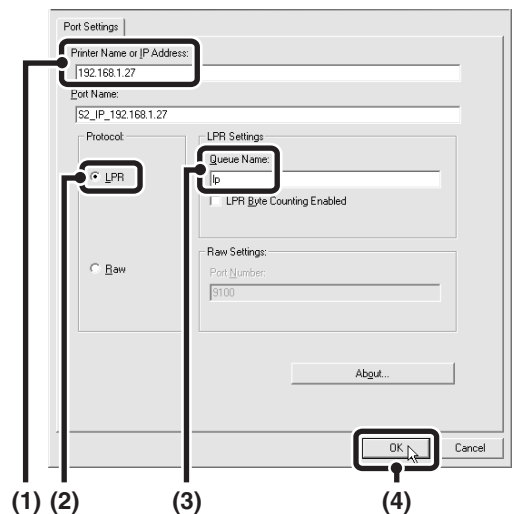 Port Settings
Printer Name or IP Address:
192.168.1.27
Port Name:
S2_IP_192.168.1.27
Protocol:
LPR
Raw
LPR Settings
Queue Name:
lp
LPR Byte Counting Enabled
Raw Settings:
Port Number:
9100
About...
OK
Cancel
(1) (2) (3) (4)